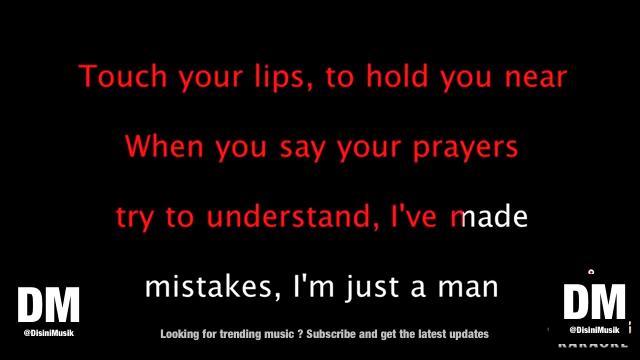 Touch your lips, to hold you near
When you say your prayers
try to understand, I've made
mistakes, I'm just a man
DM
@DisiniMusik
DM
@DisiniMusik
Looking for trending music ? Subscribe and get the latest updates
KARAOKE